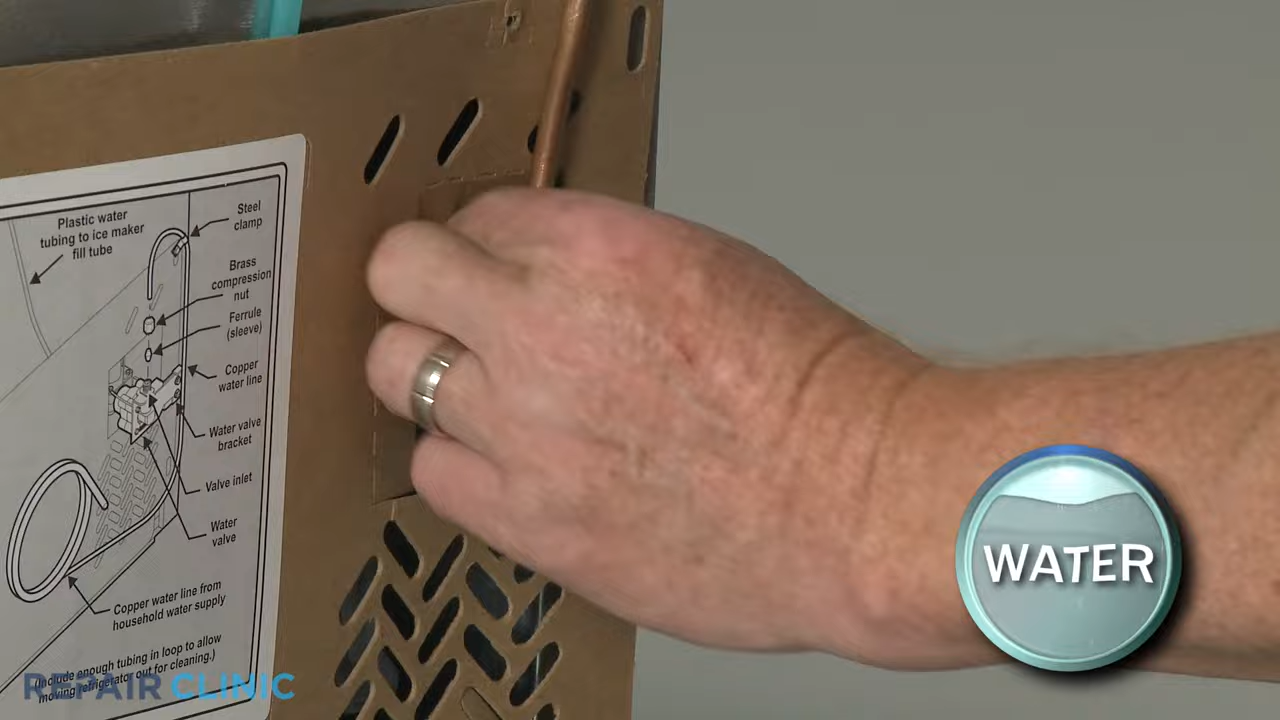 Plastic water
tubing to ice maker
fill tube
Steel
clamp
Brass
compression
nut
Ferrule
(sleeve)
Copper
water line
Water valve
bracket
Valve inlet
Water
valve
Copper water line from
household water supply
(Include enough tubing in loop to allow
moving refrigerator out for cleaning.)
WATER
REPAIR CLINIC